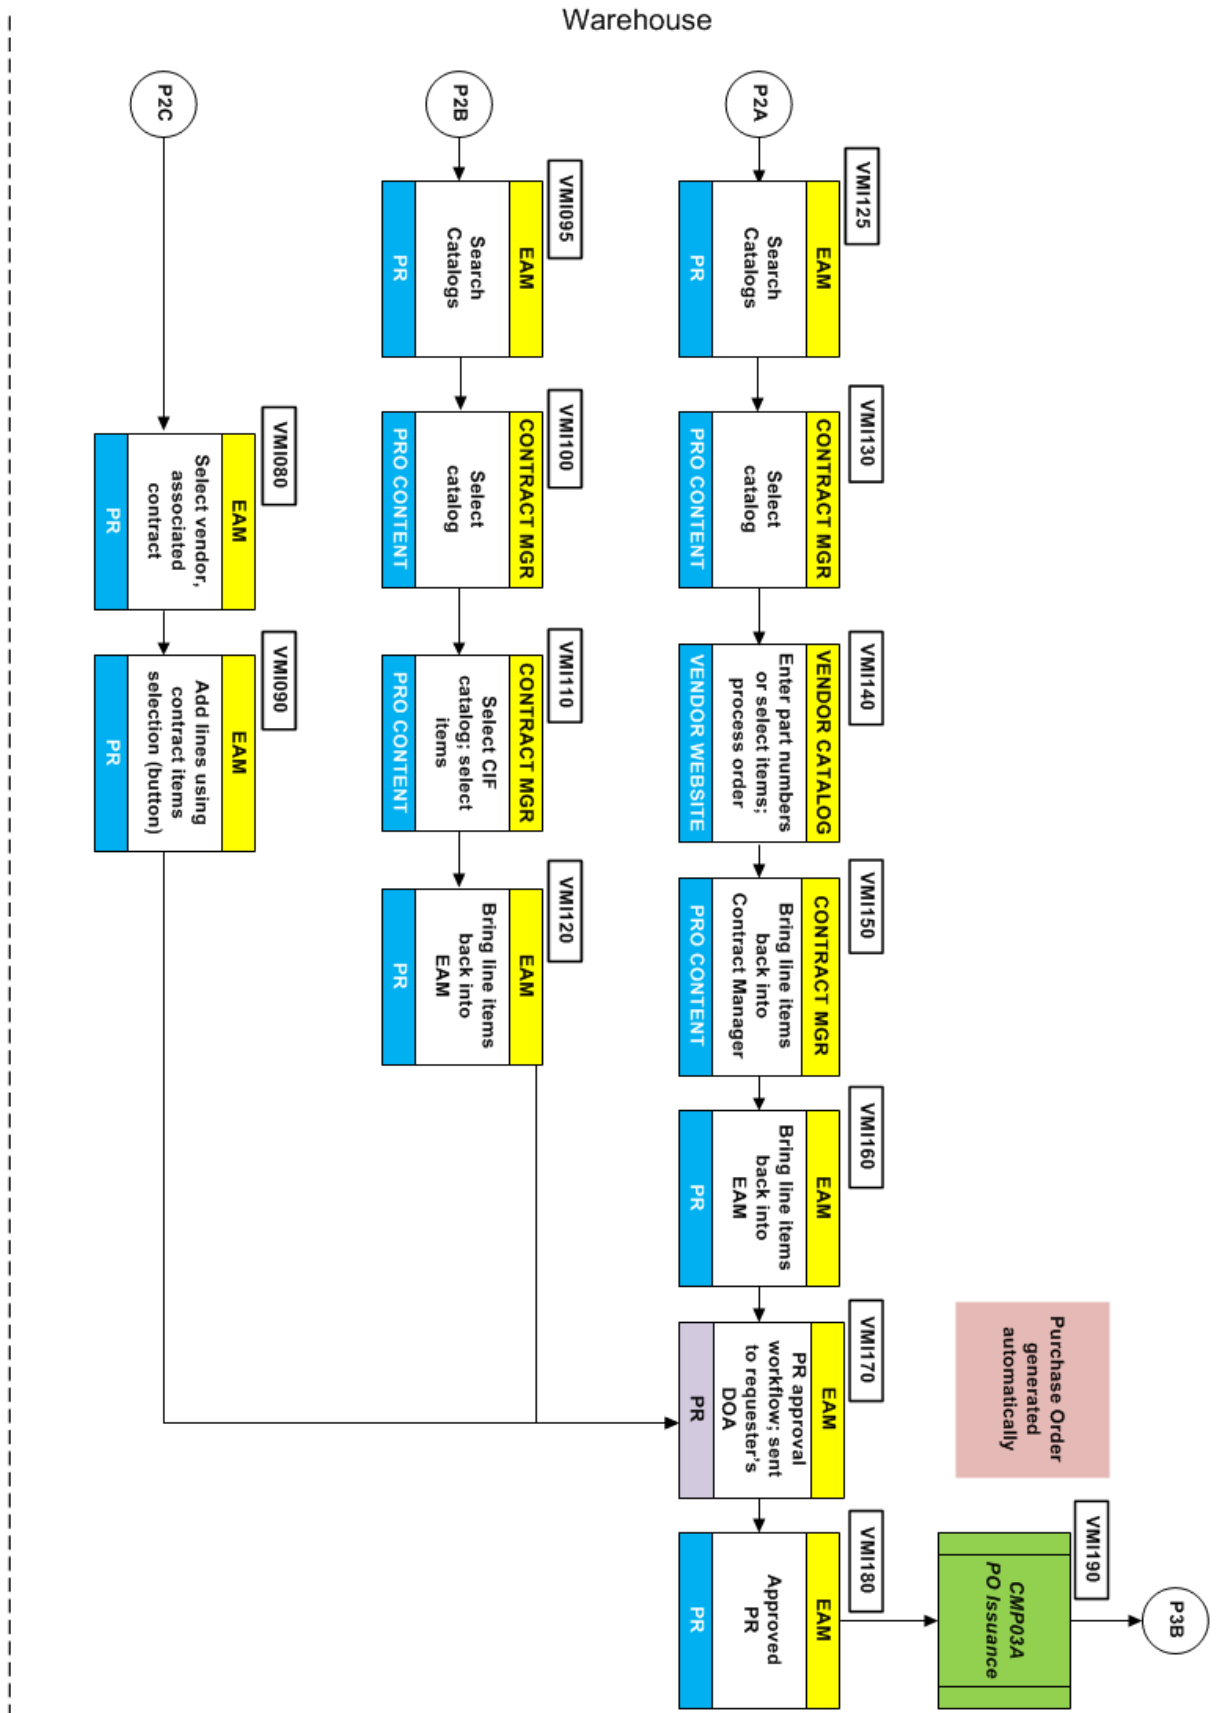 Warehouse
P3B
VMI190
CMP03A
PO Issuance
Purchase Order
generated
automatically
P2A
VMI125
EAM
Search
Catalogs
PR
VMI130
CONTRACT MGR
Select
catalog
PRO CONTENT
VMI140
VENDOR CATALOG
Enter part numbers
or select items;
process order
VENDOR WEBSITE
VMI150
CONTRACT MGR
Bring line items
back into
Contract Manager
PRO CONTENT
VMI160
EAM
Bring line items
back into
EAM
PR
VMI170
EAM
PR approval
workflow; sent
to requester's
DOA
PR
VMI180
EAM
Approved
PR
PR
P2B
VMI095
EAM
Search
Catalogs
PR
VMI100
CONTRACT MGR
Select
catalog
PRO CONTENT
VMI110
CONTRACT MGR
Select CIF
catalog; select
items
PRO CONTENT
VMI120
EAM
Bring line items
back into
EAM
PR
P2C
VMI080
EAM
Select vendor,
associated
contract
PR
VMI090
EAM
Add lines using
contract items
selection (button)
PR